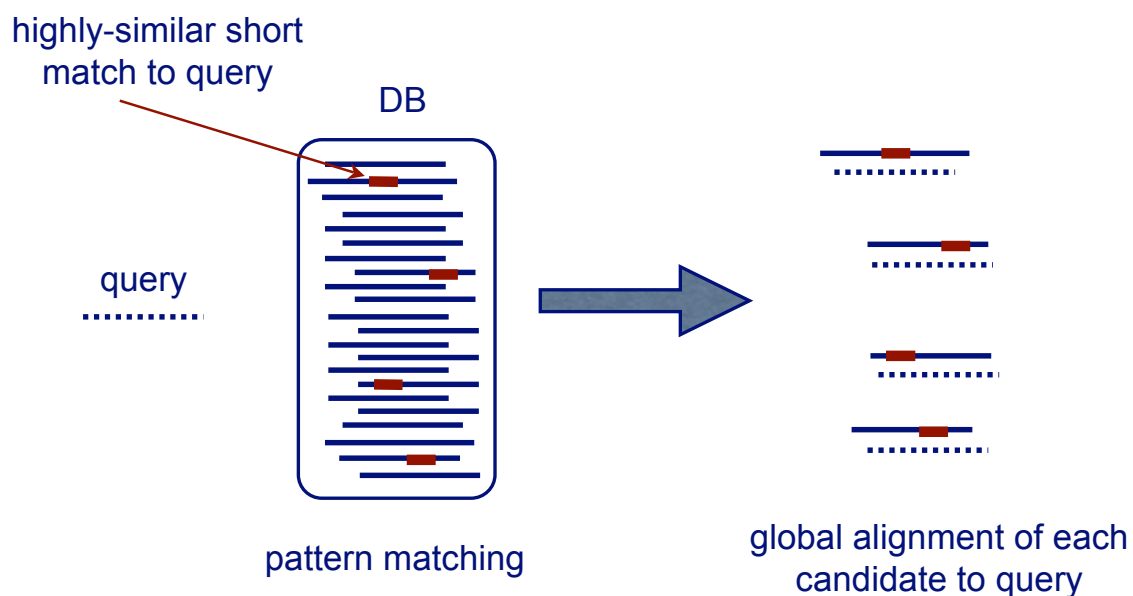 highly-similar short
match to query
DB
query
pattern matching
global alignment of each
candidate to query